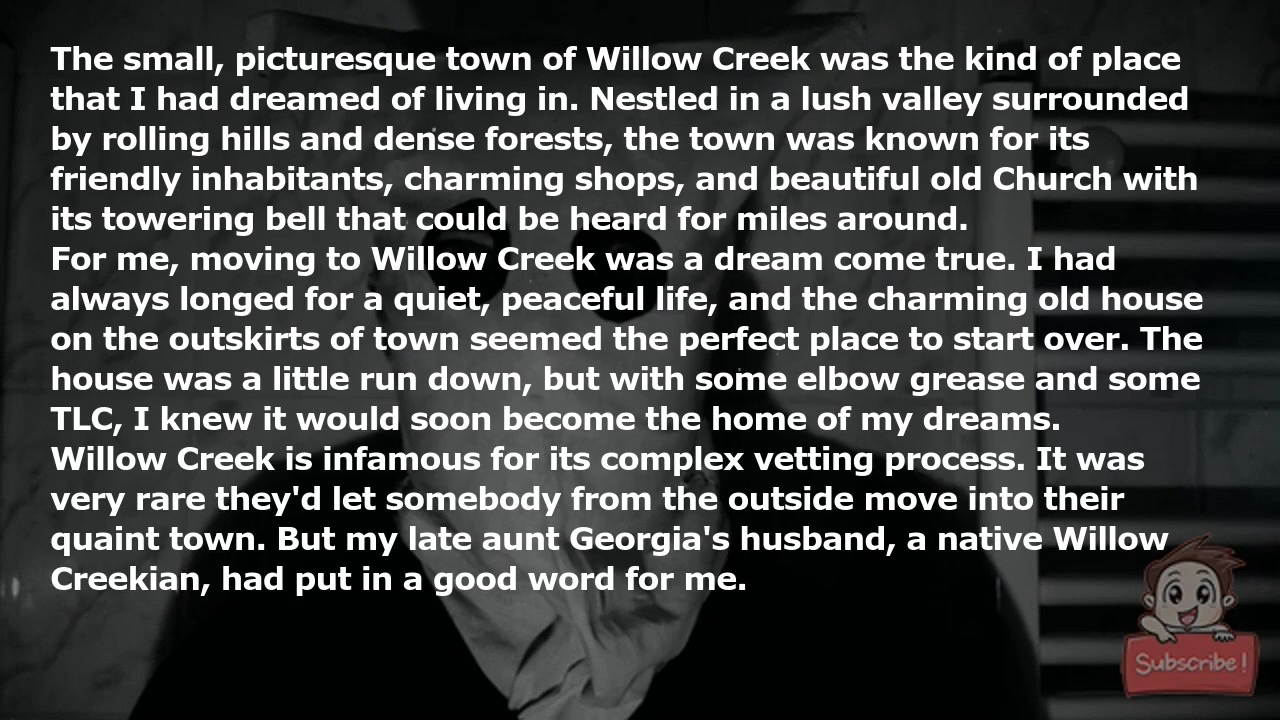 The small, picturesque town of Willow Creek was the kind of place
that I had dreamed of living in. Nestled in a lush valley surrounded
by rolling hills and dense forests, the town was known for its
friendly inhabitants, charming shops, and beautiful old Church with
its towering bell that could be heard for miles around.
For me, moving to Willow Creek was a dream come true. I had
always longed for a quiet, peaceful life, and the charming old house
on the outskirts of town seemed the perfect place to start over. The
house was a little run down, but with some elbow grease and some
TLC, I knew it would soon become the home of my dreams.
Willow Creek is infamous for its complex vetting process. It was
very rare they'd let somebody from the outside move into their
quaint town. But my late aunt Georgia's husband, a native Willow
Creekian, had put in a good word for me.
Subscribe!